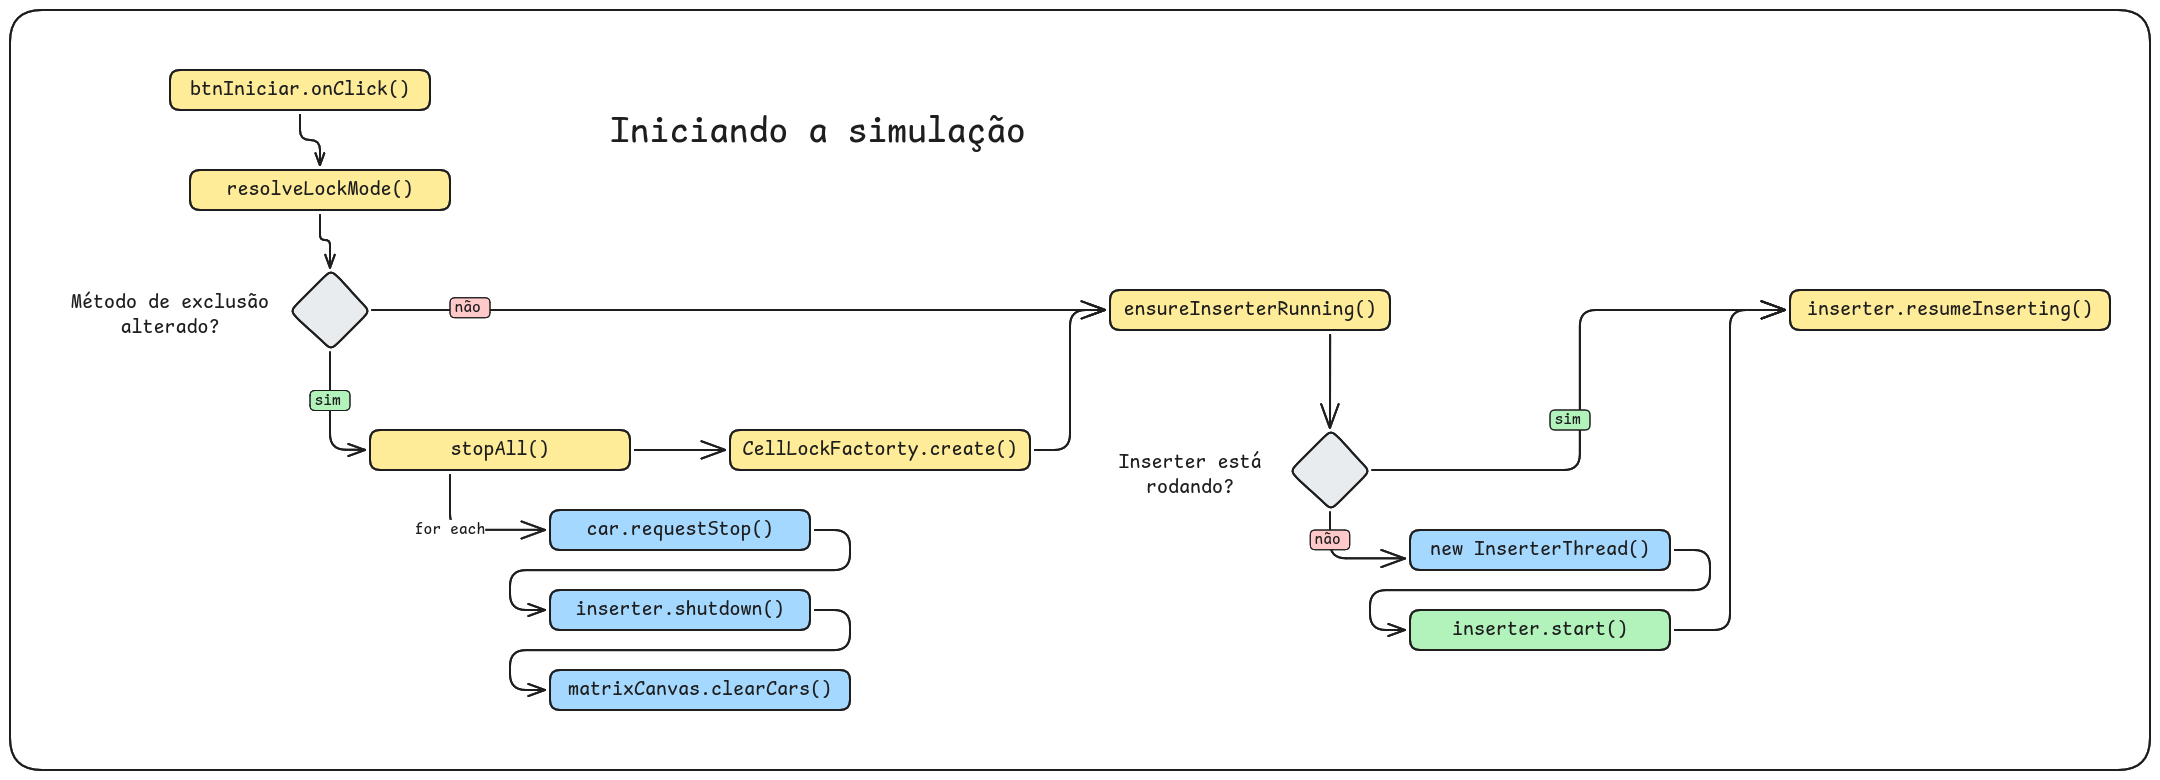 btnIniciar.onClick()
Iniciando a simulação
resolveLockMode()
Método de exclusão
alterado?
não
sim
stopAll()
CellLockFactorty.create()
for each
car.requestStop()
inserter.shutdown()
matrixCanvas.clearCars()
ensureInserterRunning()
Inserter está
rodando?
sim
não
new InserterThread()
inserter.start()
inserter.resumeInserting()